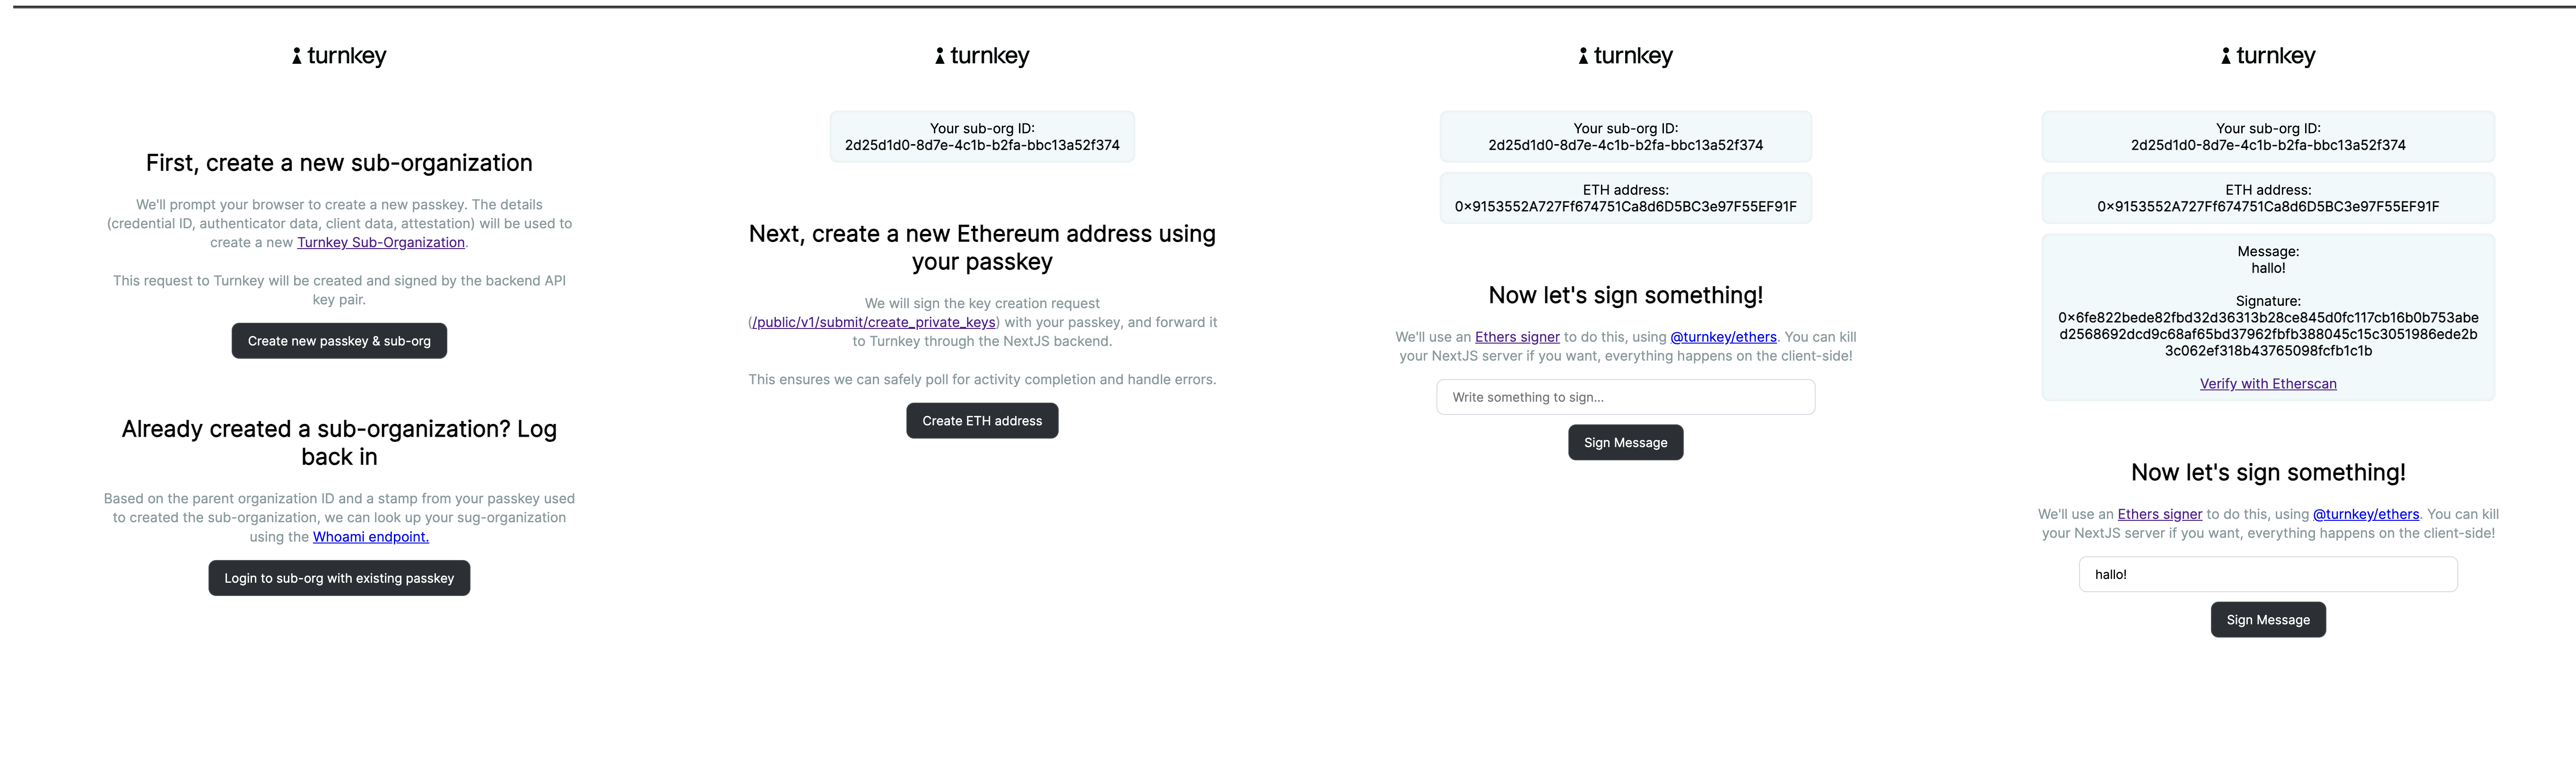 turnkey
First, create a new sub-organization
We'll prompt your browser to create a new passkey. The details
(credential ID, authenticator data, client data, attestation) will be used to
create a new Turnkey Sub-Organization.
This request to Turnkey will be created and signed by the backend API
key pair.
Create new passkey & sub-org
Already created a sub-organization? Log
back in
Based on the parent organization ID and a stamp from your passkey used
to created the sub-organization, we can look up your sug-organization
using the Whoami endpoint.
Login to sub-org with existing passkey
turnkey
Your sub-org ID:
2d25d1d0-8d7e-4c1b-b2fa-bbc13a52f374
Next, create a new Ethereum address using
your passkey
We will sign the key creation request
(/public/v1/submit/create_private_keys) with your passkey, and forward it
to Turnkey through the NextJS backend.
This ensures we can safely poll for activity completion and handle errors.
Create ETH address
turnkey
Your sub-org ID:
2d25d1d0-8d7e-4c1b-b2fa-bbc13a52f374
ETH address:
0×9153552A727Ff674751Ca8d6D5BC3e97F55EF91F
Now let's sign something!
We'll use an Ethers signer to do this, using @turnkey/ethers. You can kill
your NextJS server if you want, everything happens on the client-side!
Write something to sign...
Sign Message
turnkey
Your sub-org ID:
2d25d1d0-8d7e-4c1b-b2fa-bbc13a52f374
ETH address:
0×9153552A727Ff674751Ca8d6D5BC3e97F55EF91F
Message:
hallo!
Signature:
0×6fe822bede82fbd32d36313b28ce845d0fc117cb16b0b753abe
d2568692dcd9c68af65bd37962fbfb388045c15c3051986ede2b
3c062ef318b43765098fcfb1c1b
Verify with Etherscan
Now let's sign something!
We'll use an Ethers signer to do this, using @turnkey/ethers. You can kill
your NextJS server if you want, everything happens on the client-side!
hallo!
Sign Message